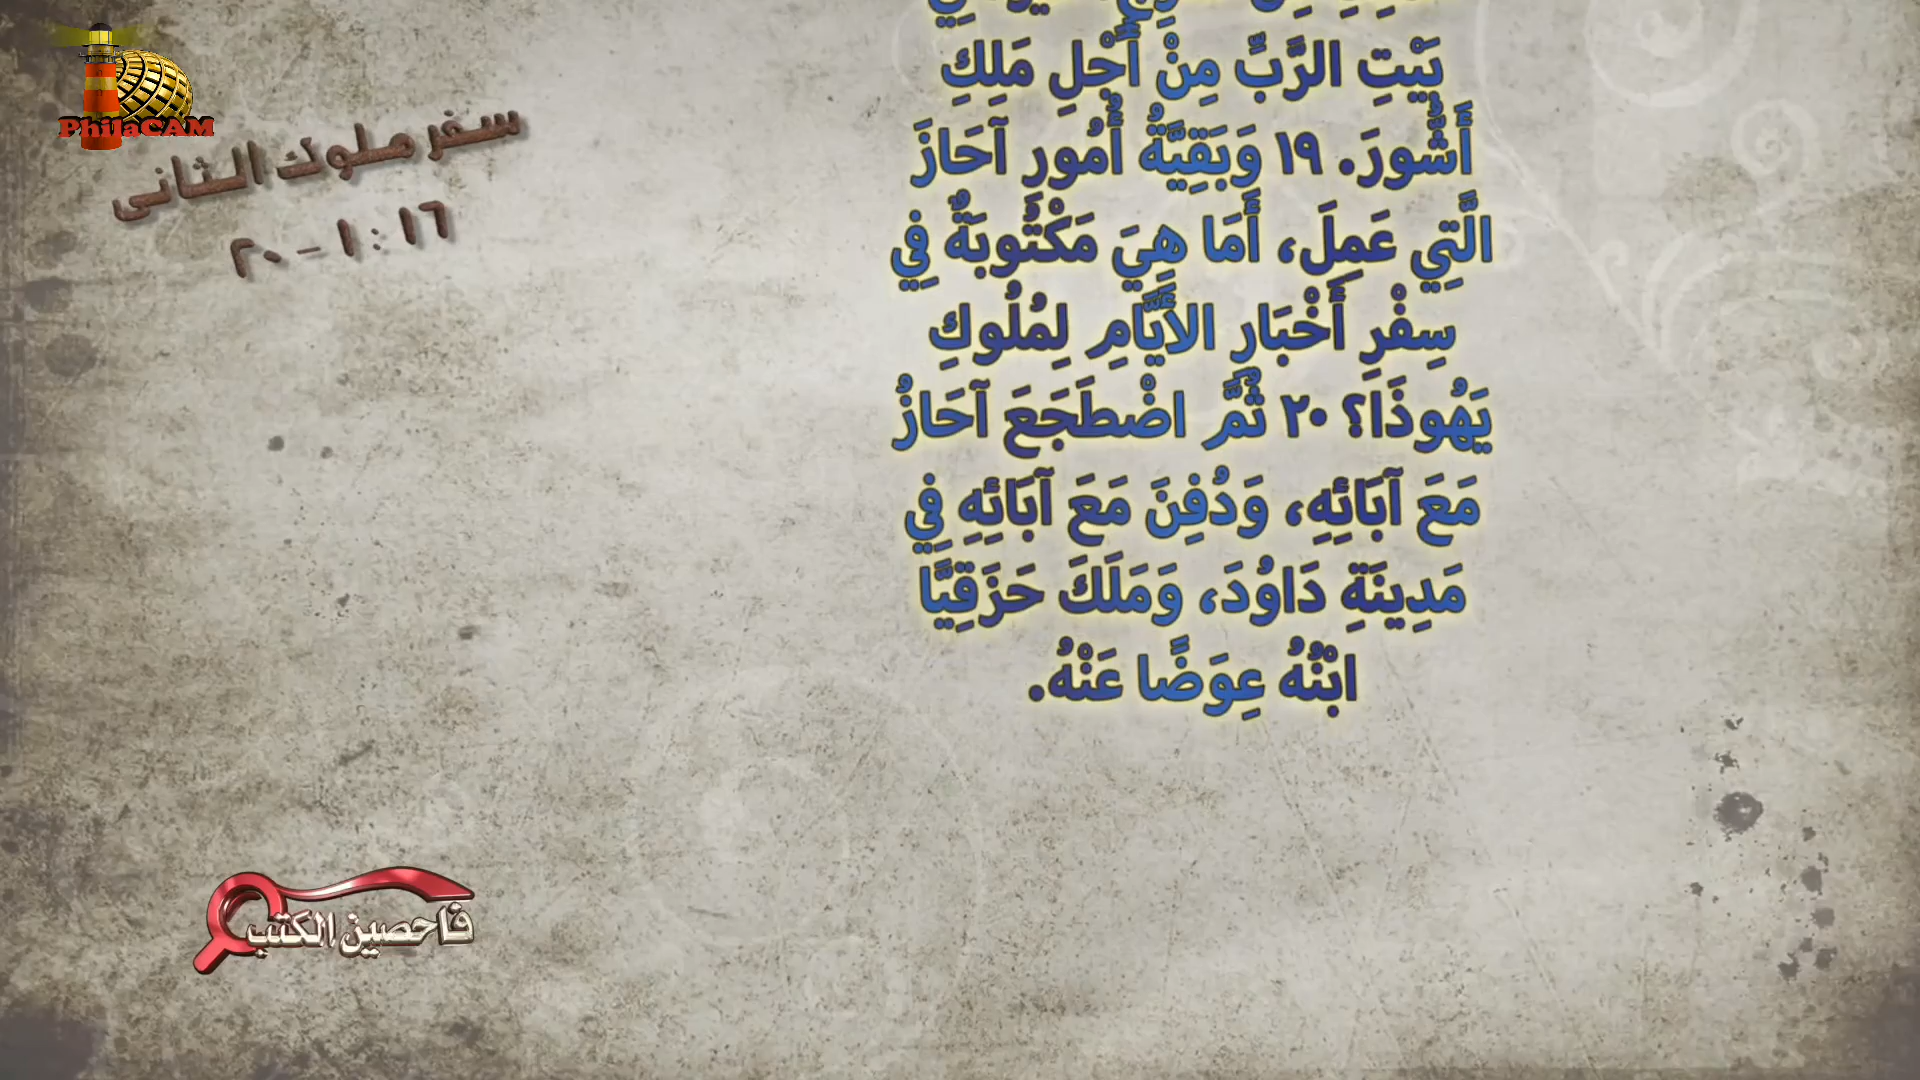 PhilaCAM
سفر ملوك الثانى
١٦ : ١ - ٢٠
بَيْتِ الرَّبِّ مِنْ أَجْلِ مَلِكِ
أَشُّورَ. ١٩ وَبَقِيَّةُ أُمُورِ آحَازَ
الَّتِي عَمِلَ، أَمَا هِيَ مَكْتُوبَةٌ فِي
سِفْرِ أَخْبَارِ الأَيَّامِ لِمُلُوكِ
يَهُوذَا؟ ٢٠ ثُمَّ اضْطَجَعَ آحَازُ
مَعَ آبَائِهِ، وَدُفِنَ مَعَ آبَائِهِ فِي
مَدِينَةِ دَاوُدَ، وَمَلَكَ حَزَقِيَّا
ابْنُهُ عِوَضًا عَنْهُ.
فاحصين الكتب